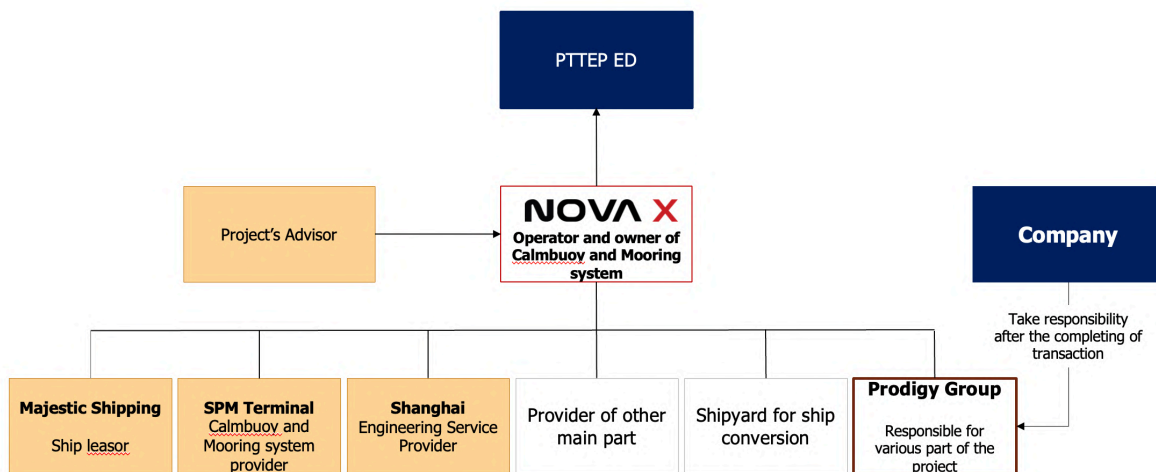 PTTEP ED
Project's Advisor
NOVA X
Operator and owner of
Calmbuoy and Mooring
system
Company
Take responsibility
after the completing of
transaction
Majestic Shipping
Ship leasor
SPM Terminal
Calmbuoy and
Mooring system
provider
Shanghai
Engineering Service
Provider
Provider of other
main part
Shipyard for ship
conversion
Prodigy Group
Responsible for
various part of the
project